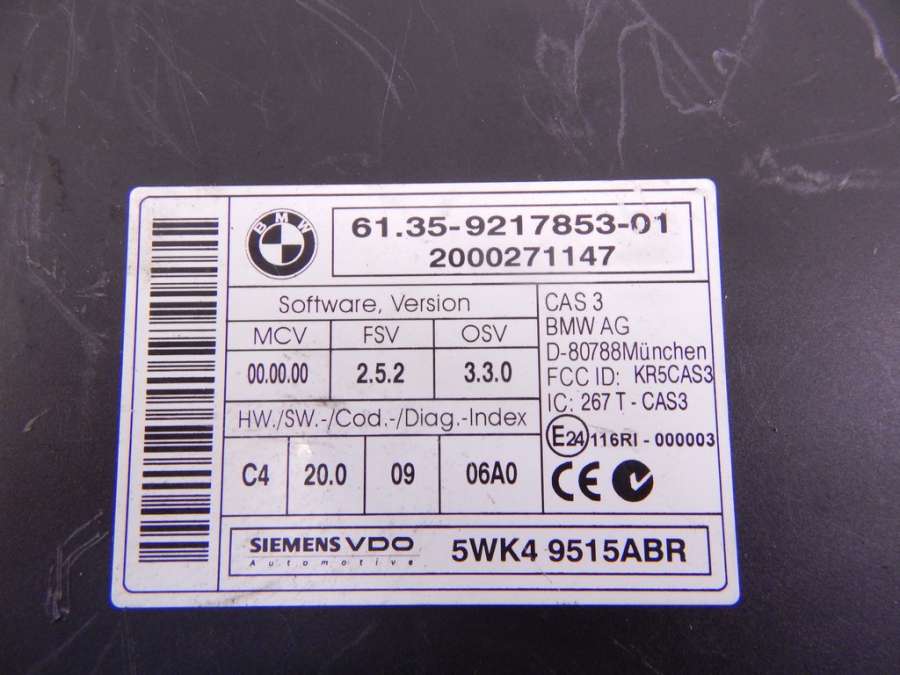 BMW
61.35-9217853-01
2000271147
Software, Version
MCV FSV OSV
00.00.00 2.5.2 3.3.0
HW./SW.-/Cod.-/Diag.-Index
C4 20.0 09 06A0
CAS 3
BMW AG
D-80788München
FCC ID: KR5CAS3
IC: 267 T - CAS3
E24 116RI - 000003
CE
SIEMENS VDO
Automotive
5WK4 9515ABR